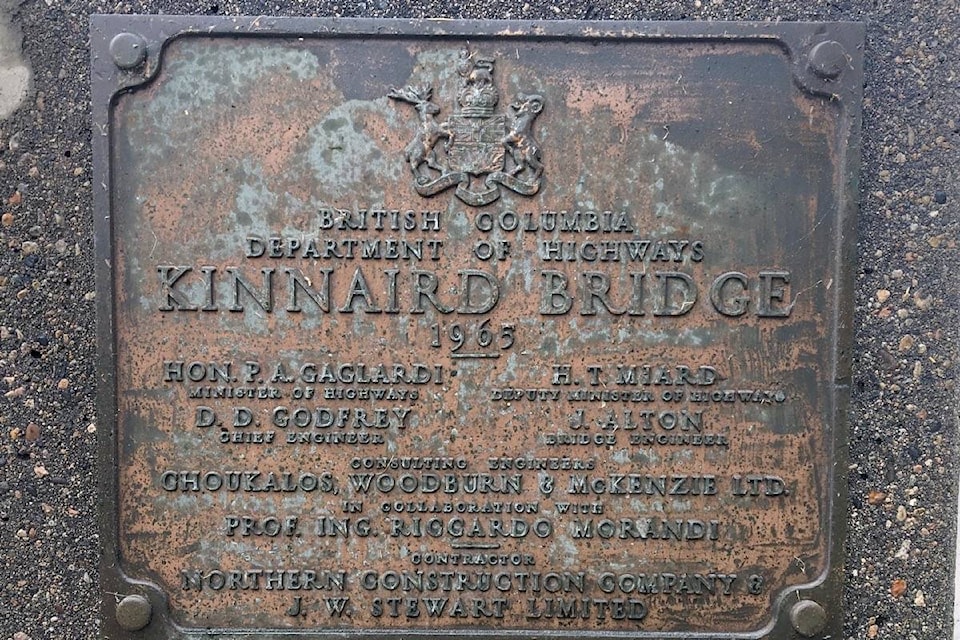 BRITISH COLUMBIA
DEPARTMENT OF HIGHWAYS
KINNAIRD BRIDGE
1965
HON. P. A. GAGLARDI
MINISTER OF HIGHWAYS
H. T. MIARD
DEPUTY MINISTER OF HIGHWAYS
D. D. GODFREY
CHIEF ENGINEER
J. ALTON
BRIDGE ENGINEER
CONSULTING ENGINEERS
CHOUKALOS, WOODBURN & MCKENZIE LTD.
IN COLLABORATION WITH
PROF. ING. RICCARDO MORANDI
CONTRACTOR
NORTHERN CONSTRUCTION COMPANY &
J. W. STEWART LIMITED